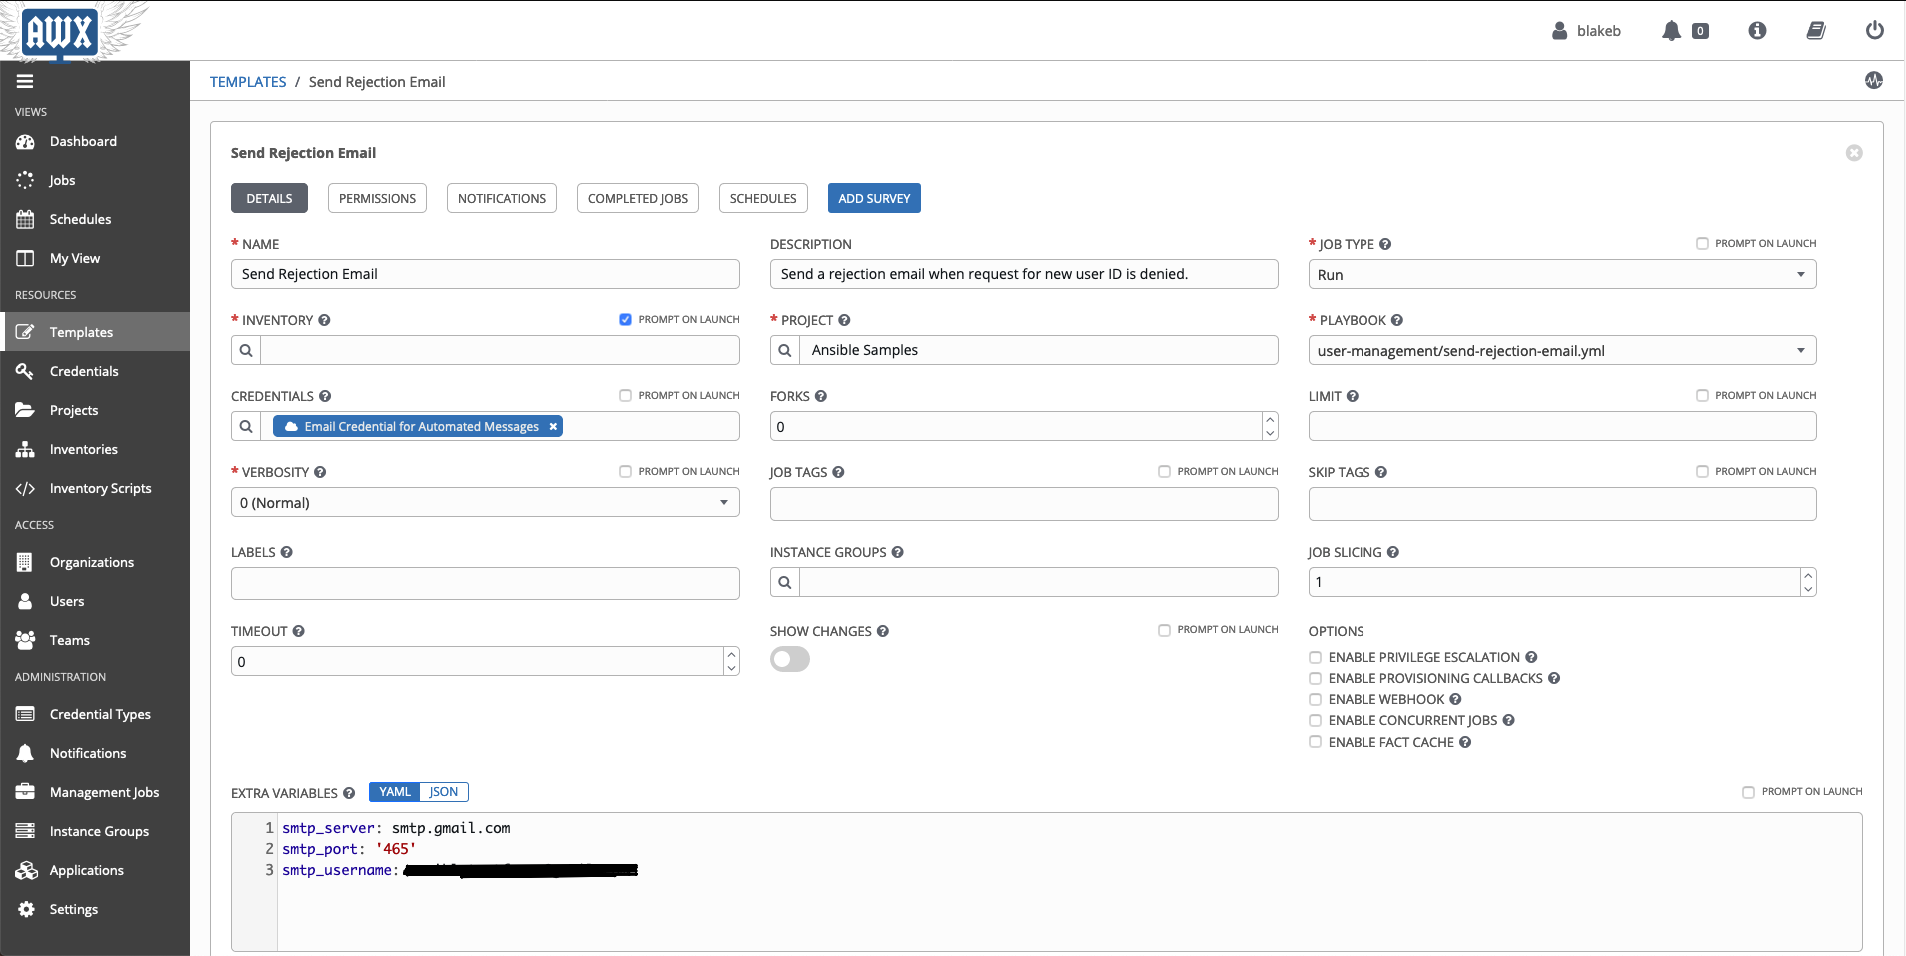 AWX
blakeb
0
TEMPLATES / Send Rejection Email
VIEWS
Dashboard
Jobs
Schedules
My View
RESOURCES
Templates
Credentials
Projects
Inventories
Inventory Scripts
ACCESS
Organizations
Users
Teams
ADMINISTRATION
Credential Types
Notifications
Management Jobs
Instance Groups
Applications
Settings
Send Rejection Email
DETAILS PERMISSIONS NOTIFICATIONS COMPLETED JOBS SCHEDULES ADD SURVEY
* NAME
Send Rejection Email
DESCRIPTION
Send a rejection email when request for new user ID is denied.
* JOB TYPE PROMPT ON LAUNCH
Run
* INVENTORY PROMPT ON LAUNCH
* PROJECT
Ansible Samples
* PLAYBOOK
user-management/send-rejection-email.yml
CREDENTIALS PROMPT ON LAUNCH
Email Credential for Automated Messages
FORKS
0
LIMIT PROMPT ON LAUNCH
* VERBOSITY PROMPT ON LAUNCH
0 (Normal)
JOB TAGS PROMPT ON LAUNCH
SKIP TAGS PROMPT ON LAUNCH
LABELS
INSTANCE GROUPS
JOB SLICING
1
TIMEOUT
0
SHOW CHANGES PROMPT ON LAUNCH
OPTIONS
ENABLE PRIVILEGE ESCALATION
ENABLE PROVISIONING CALLBACKS
ENABLE WEBHOOK
ENABLE CONCURRENT JOBS
ENABLE FACT CACHE
EXTRA VARIABLES YAML JSON PROMPT ON LAUNCH
1 smtp_server: smtp.gmail.com
2 smtp_port: '465'
3 smtp_username: